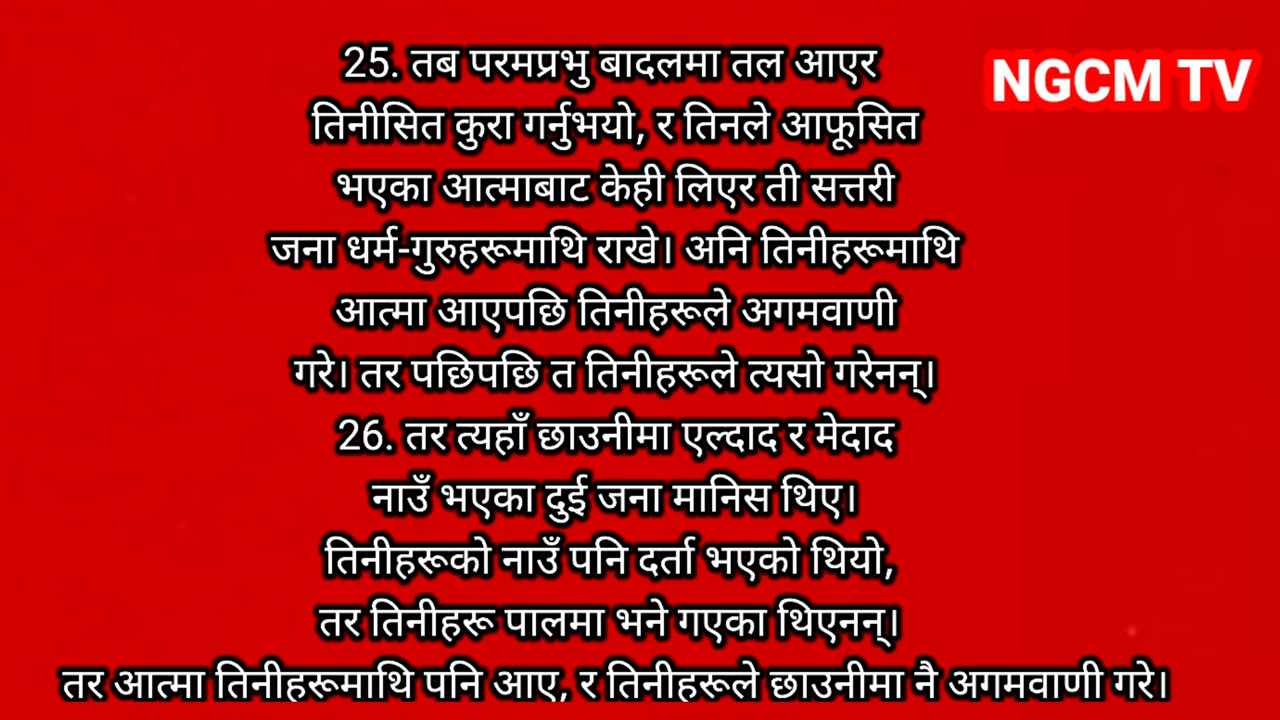 25. तब परमप्रभु बादलमा तल आएर
NGCM TV
तिनीसित कुरा गर्नुभयो, र तिनले आफूसित
भएका आत्माबाट केही लिएर ती सत्तरी
जना धर्म-गुरुहरूमाथि राखे। अनि तिनीहरूमाथि
आत्मा आएपछि तिनीहरूले अगमवाणी
गरे। तर पछिपछि त तिनीहरूले त्यसो गरेनन्।
26. तर त्यहाँ छाउनीमा एल्दाद र मेदाद
नाउँ भएका दुई जना मानिस थिए।
तिनीहरूको नाउँ पनि दर्ता भएको थियो,
तर तिनीहरू पालमा भने गएका थिएनन्।
तर आत्मा तिनीहरूमाथि पनि आए, र तिनीहरूले छाउनीमा नै अगमवाणी गरे।